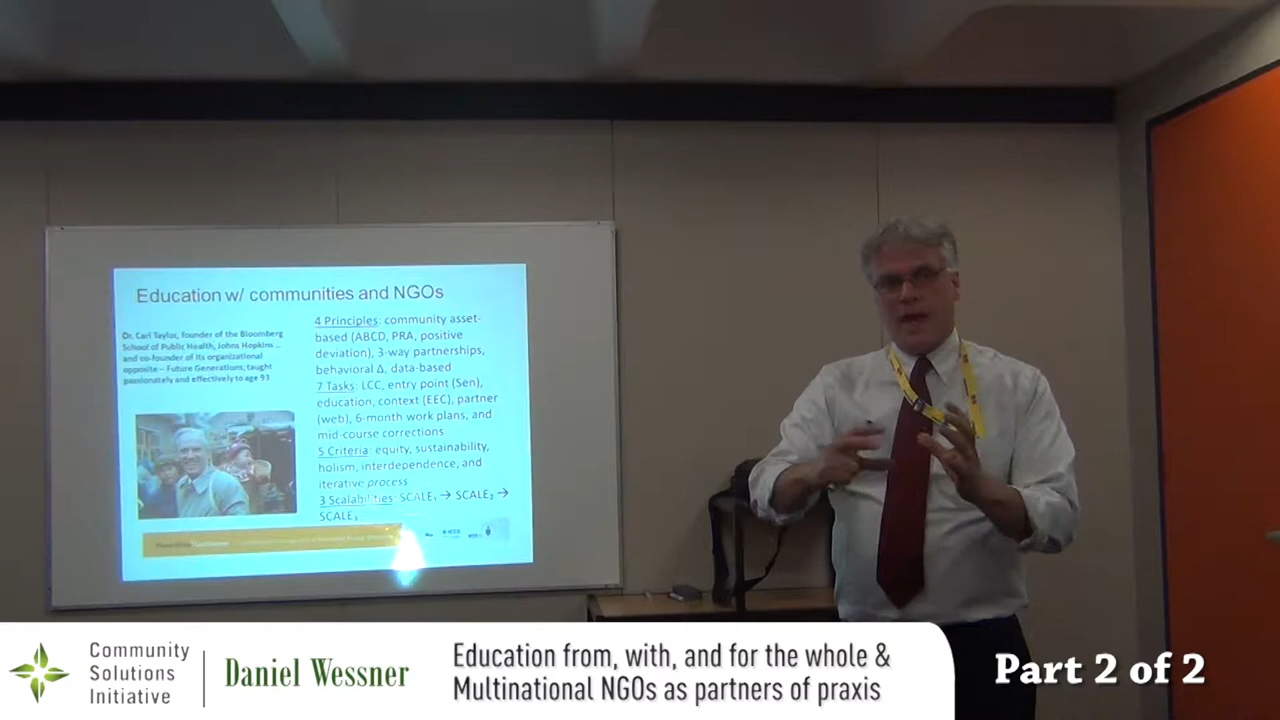 Education w/ communities and NGOs
Dr. Carl Taylor, founder of the Bloomberg
School of Public Health, Johns Hopkins ...
and co-founder of its organizational
opposite – Future Generations, taught
passionately and effectively to age 93
4 Principles: community asset-
based (ABCD, PRA, positive
deviation), 3-way partnerships,
behavioral Δ, data-based
7 Tasks: LCC, entry point (Sen),
education, context (EEC), partner
(web), 6-month work plans, and
mid-course corrections
5 Criteria: equity, sustainability,
holism, interdependence, and
iterative process
3 Scalabilities: SCALE₁ → SCALE₂ →
SCALE₃
Community
Solutions
Initiative
Daniel Wessner
Education from, with, and for the whole &
Multinational NGOs as partners of praxis
Part 2 of 2